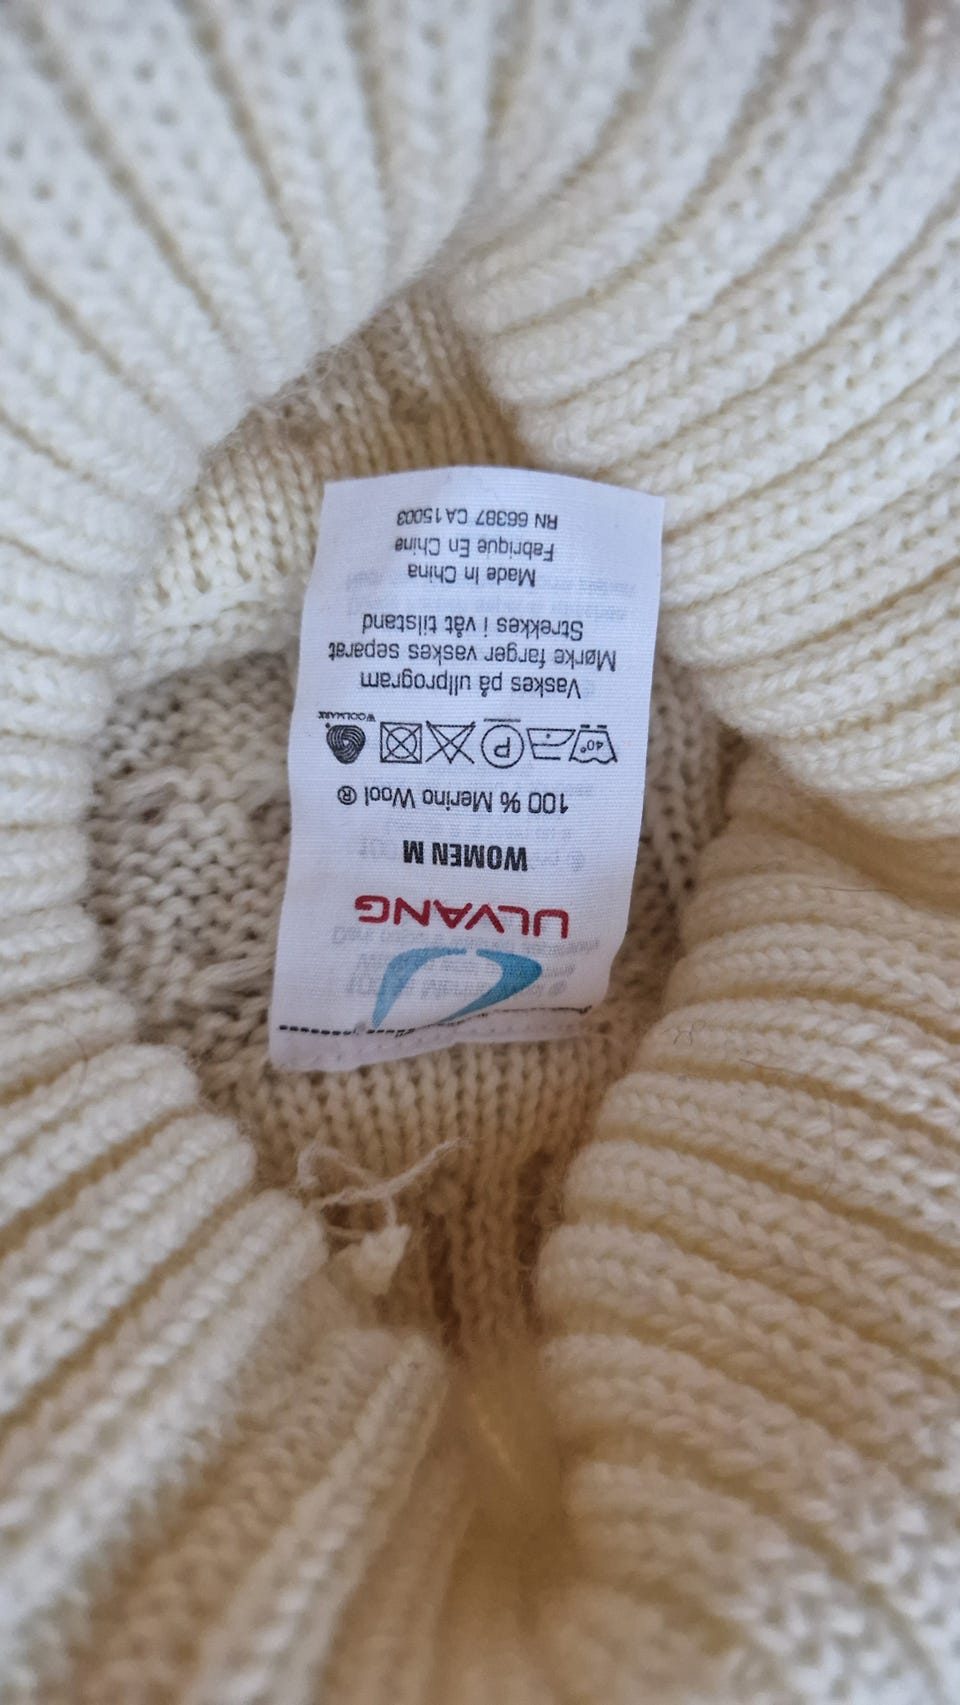 ULVANG
WOMEN M
100 % Merino Wool ®
40° P WOOLMARK
Vaskes på ullprogram
Mørke farger vaskes separat
Strekkes i våt tilstand
Made In China
Fabrique En Chine
RN 66387 CA 15003